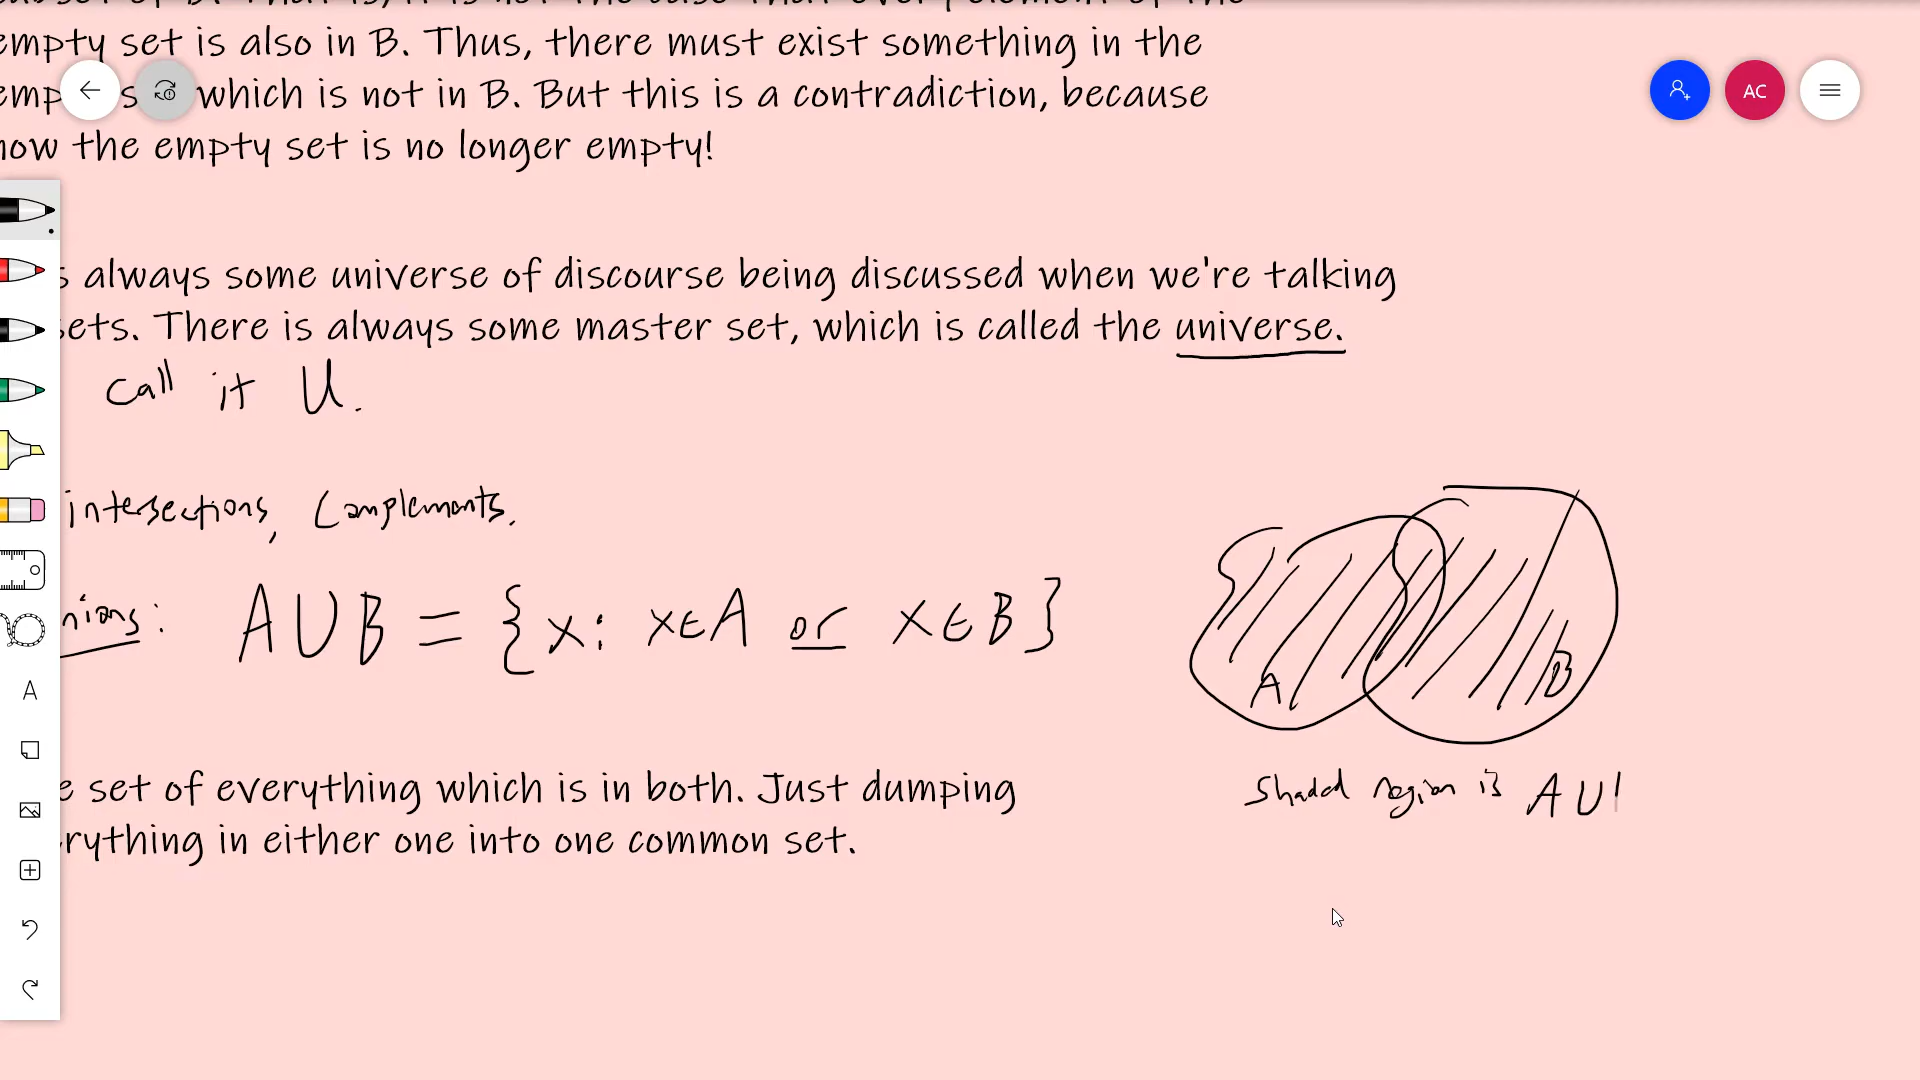 empty set is also in B. Thus, there must exist something in the
which is not in B. But this is a contradiction, because
now the empty set is no longer empty!
AC
s always some universe of discourse being discussed when we're talking
sets. There is always some master set, which is called the universe.
call it U.
intersections, complements.
nions: A ∪ B = { x: x∈A or x∈B }
A
B
e set of everything which is in both. Just dumping
rything in either one into one common set.
Shaded region is A U